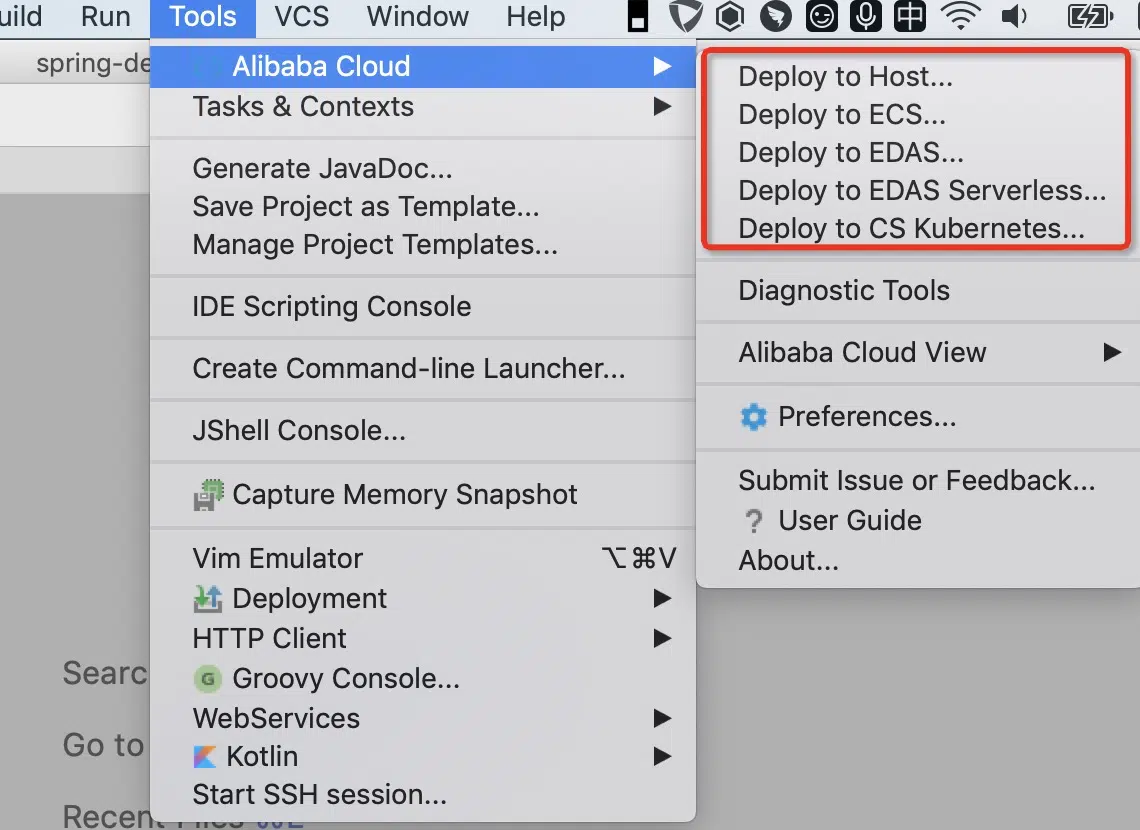 Run Tools VCS Window Help 中
spring-de
Alibaba Cloud
Tasks & Contexts
Generate JavaDoc...
Save Project as Template...
Manage Project Templates...
IDE Scripting Console
Create Command-line Launcher...
JShell Console...
Capture Memory Snapshot
Vim Emulator ⌥⌘V
Deployment
HTTP Client
G Groovy Console...
WebServices
Kotlin
Start SSH session...
Deploy to Host...
Deploy to ECS...
Deploy to EDAS...
Deploy to EDAS Serverless...
Deploy to CS Kubernetes...
Diagnostic Tools
Alibaba Cloud View
Preferences...
Submit Issue or Feedback...
? User Guide
About...
Searc
Go to
Recent Files ⌘E